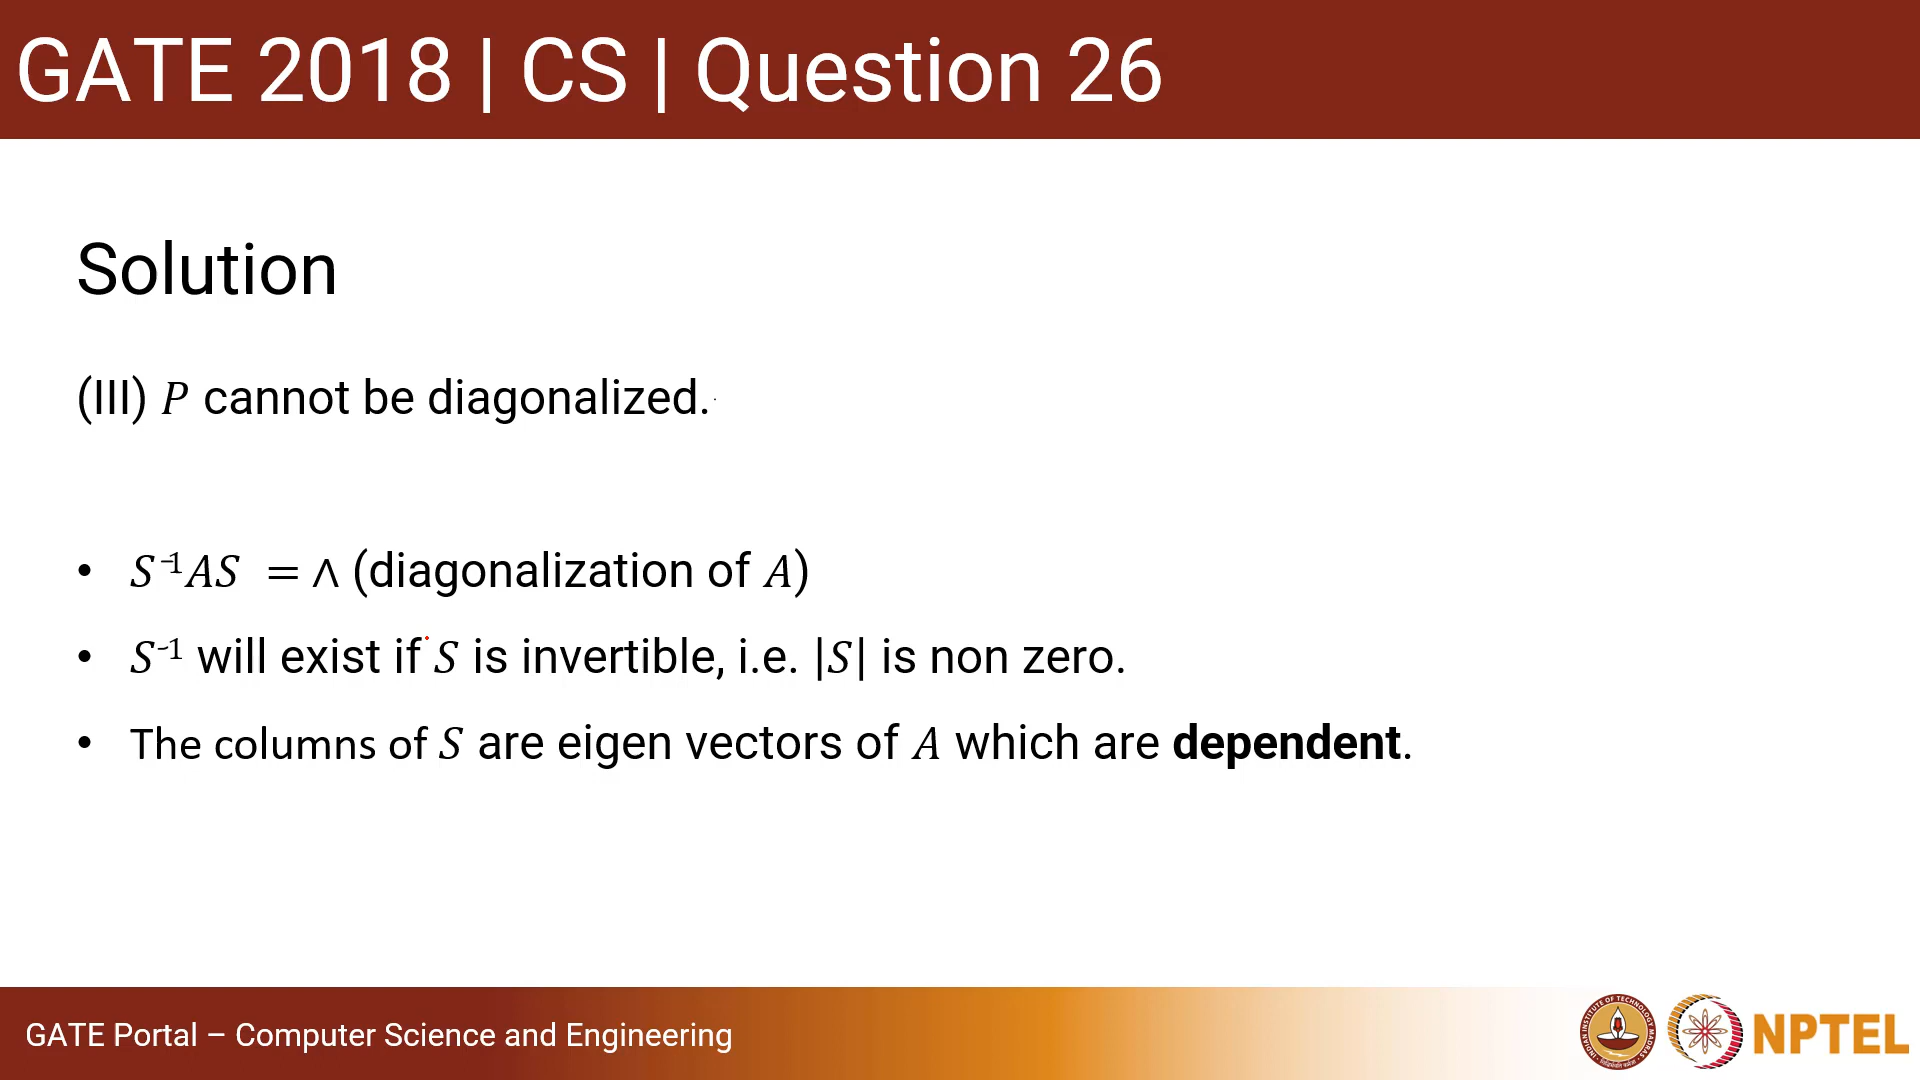 GATE 2018 | CS | Question 26
Solution
(III) P cannot be diagonalized.
• S⁻¹AS = ∧ (diagonalization of A)
• S⁻¹ will exist if S is invertible, i.e. |S| is non zero.
• The columns of S are eigen vectors of A which are dependent.
GATE Portal – Computer Science and Engineering
NPTEL